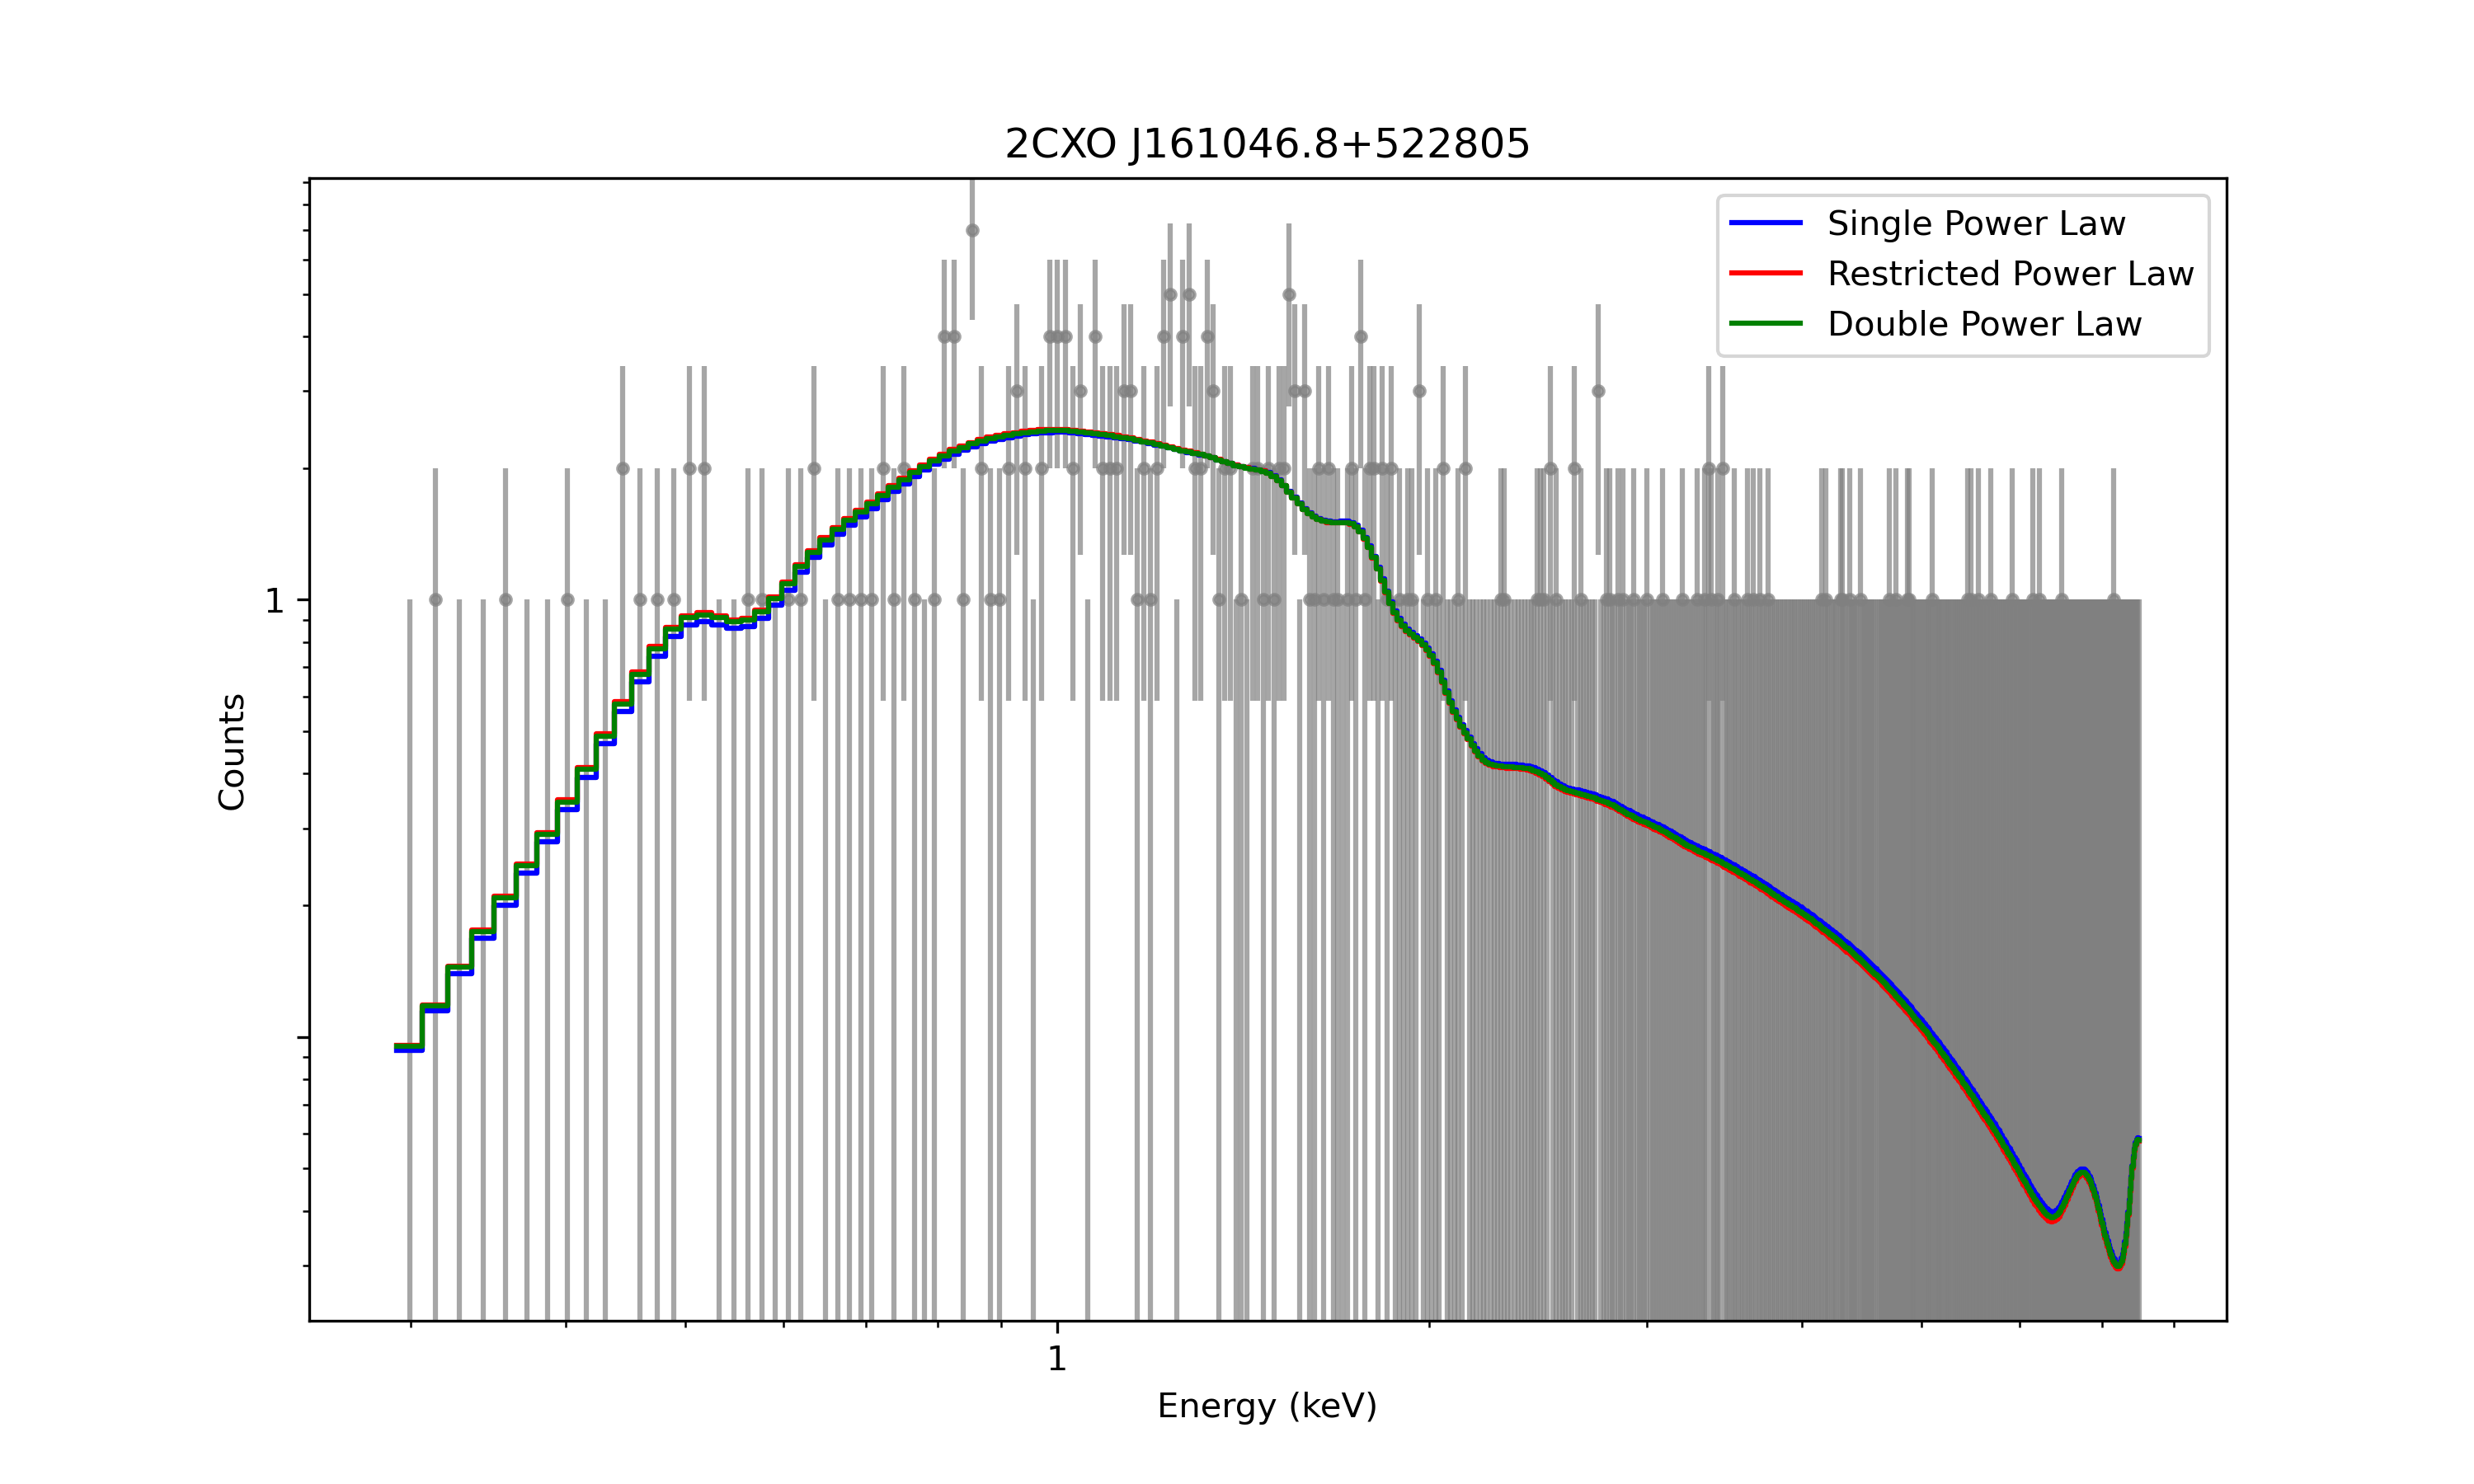 2CXO J161046.8+522805
Single Power Law
Restricted Power Law
Double Power Law
1
Counts
1
Energy (keV)